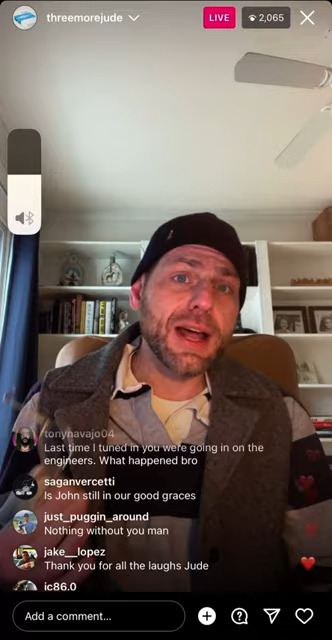 threemorejude
LIVE
2,065
tonynavajo04
Last time I tuned in you were going in on the
engineers. What happened bro
saganvercetti
Is John still in our good graces
just_puggin_around
Nothing without you man
jake__lopez
Thank you for all the laughs Jude
ic86.0
Add a comment...